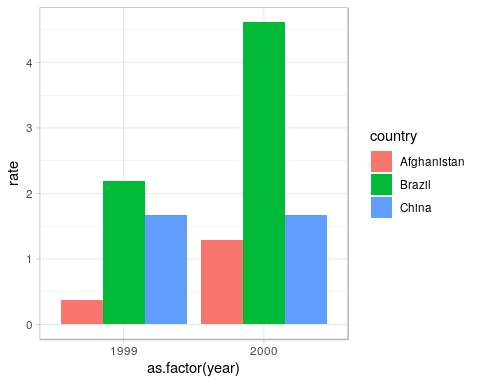 rate
4
3
2
1
0
1999 2000
as.factor(year)
country
Afghanistan
Brazil
China